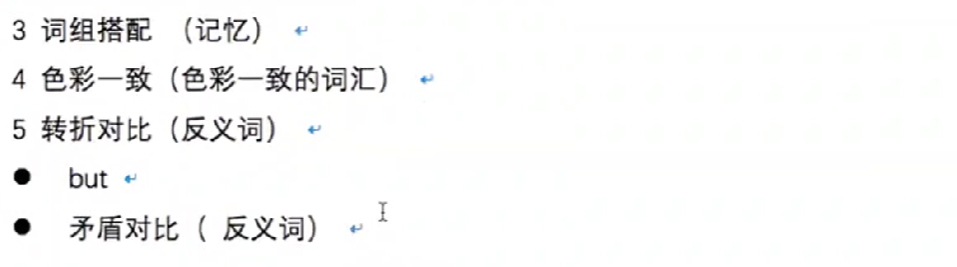 3 词组搭配 （记忆）
4 色彩一致（色彩一致的词汇）
5 转折对比（反义词）
● but
● 矛盾对比（ 反义词）